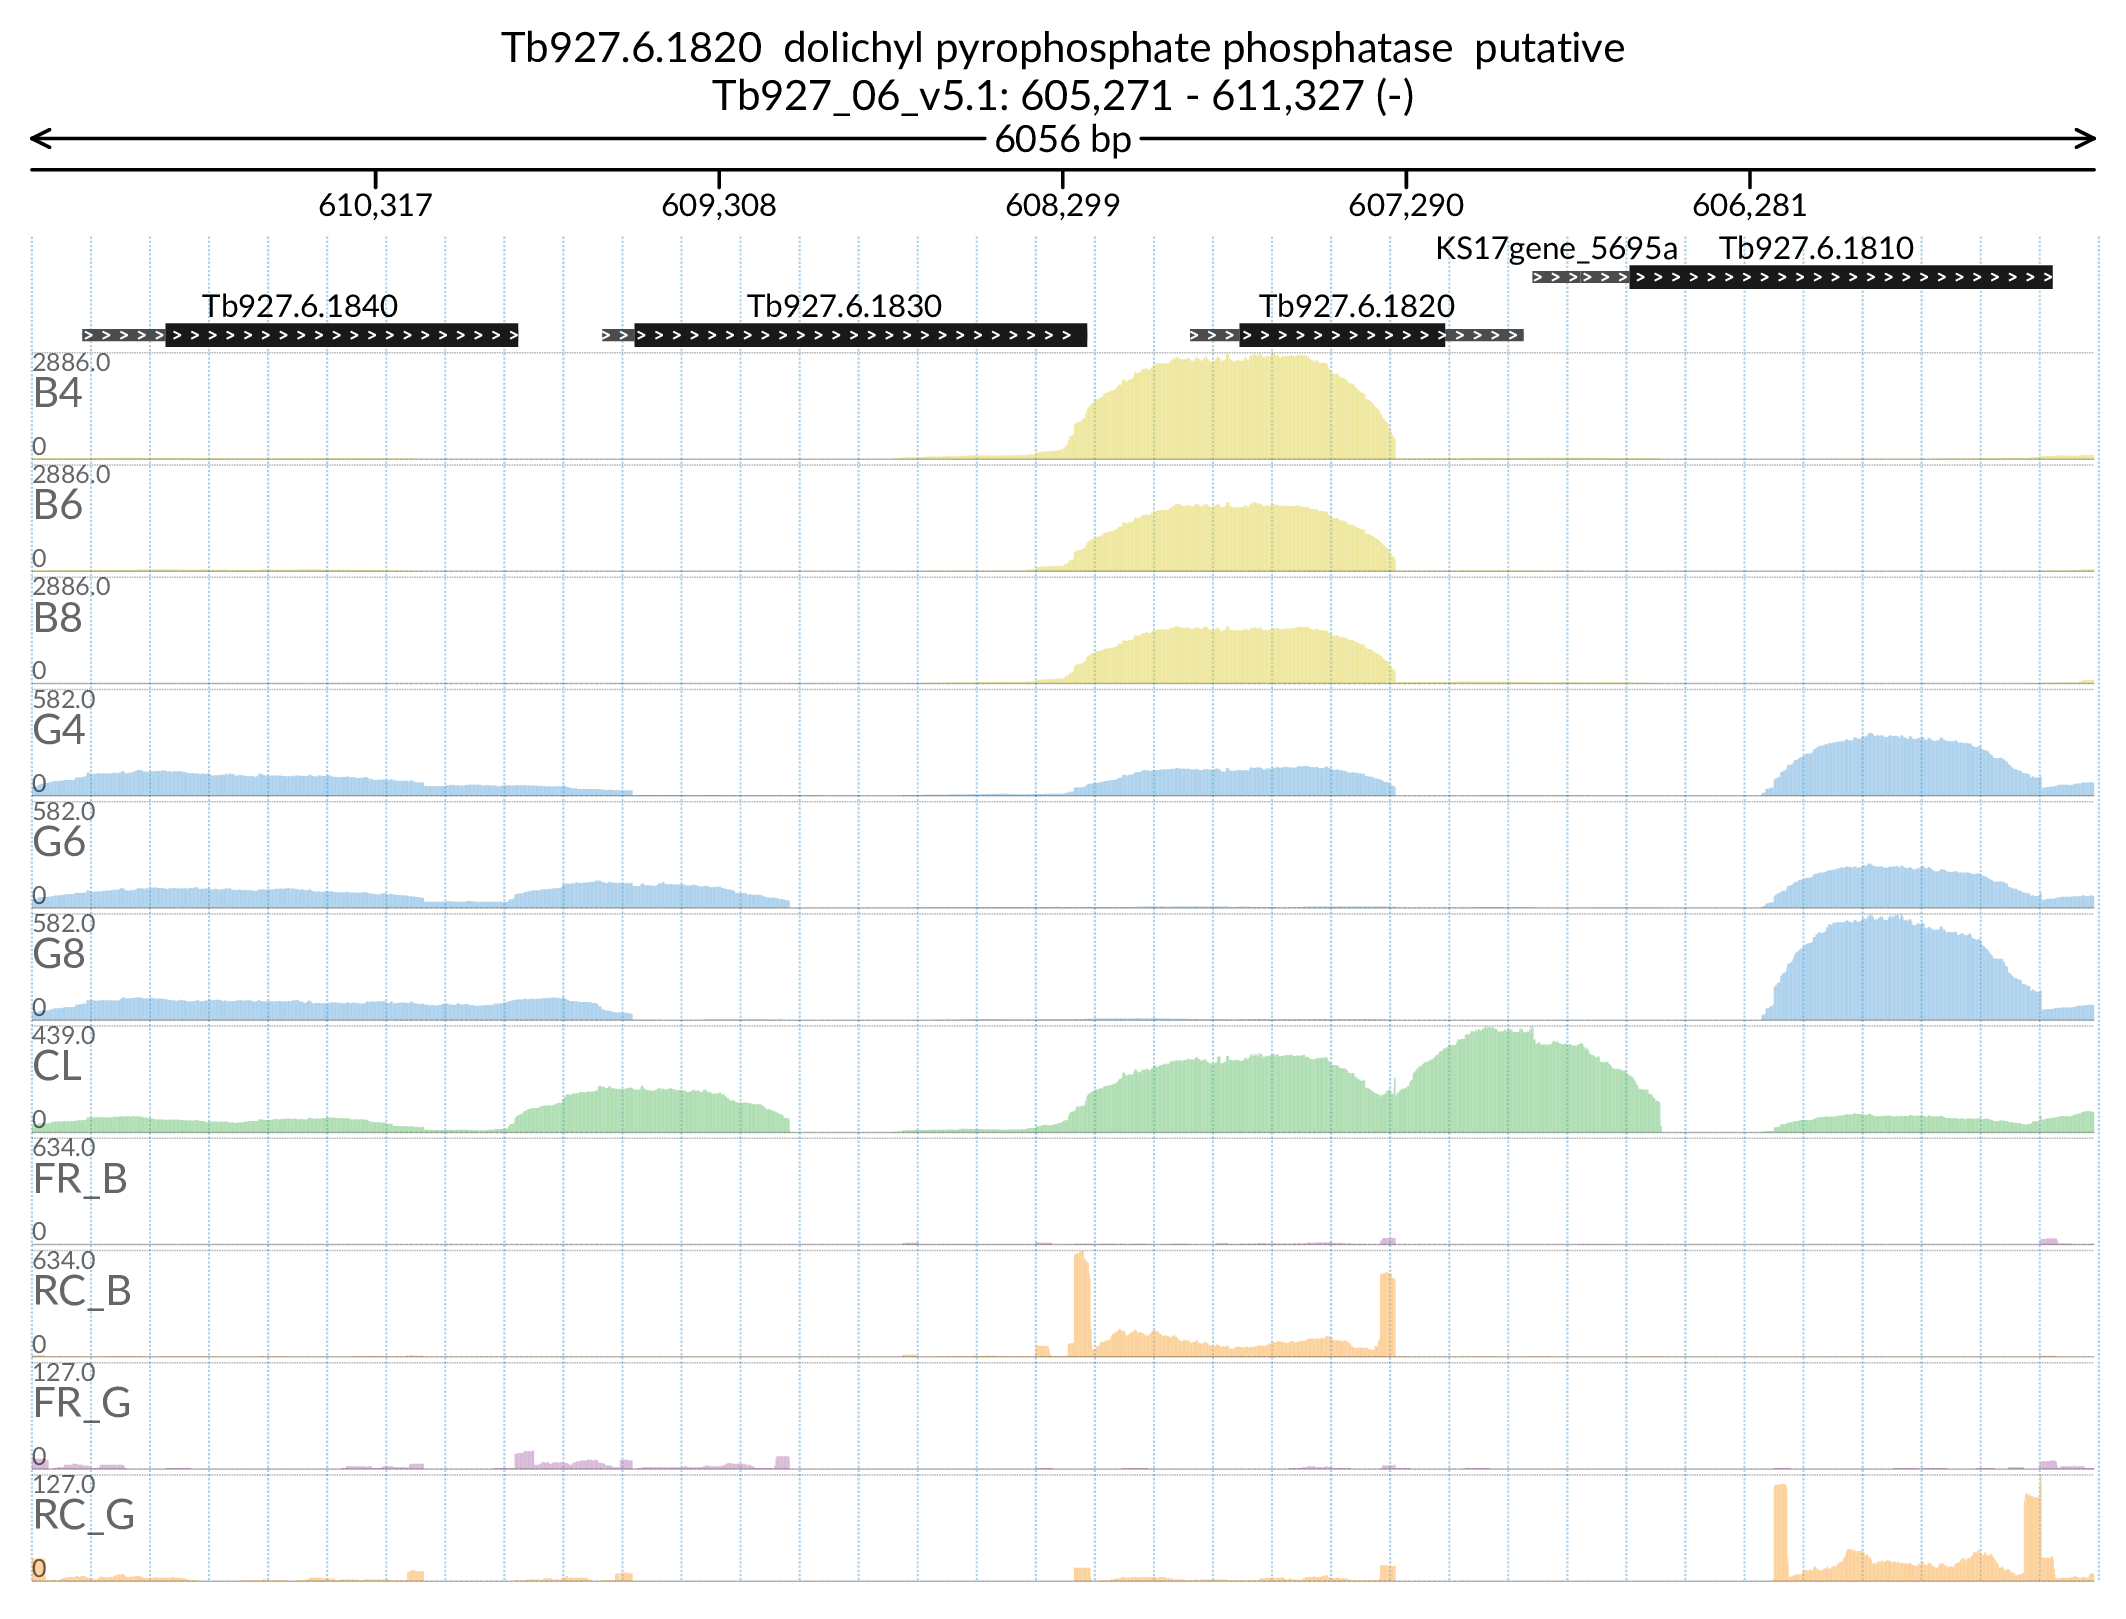 Tb927.6.1820  dolichyl pyrophosphate phosphatase  putative
Tb927_06_v5.1: 605,271 - 611,327 (-)
6056 bp
610,317 609,308 608,299 607,290 606,281
KS17gene_5695a Tb927.6.1810
Tb927.6.1840 Tb927.6.1830 Tb927.6.1820
2886.0
B4
0
2886.0
B6
0
2886.0
B8
0
582.0
G4
0
582.0
G6
0
582.0
G8
0
439.0
CL
0
634.0
FR_B
0
634.0
RC_B
0
127.0
FR_G
0
127.0
RC_G
0